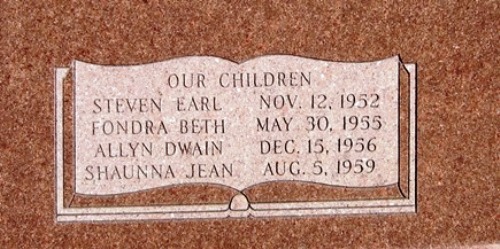 OUR CHILDREN
STEVEN EARL NOV. 12, 1952
FONDRA BETH MAY 30, 1955
ALLYN DWAIN DEC. 15, 1956
SHAUNNA JEAN AUG. 5, 1959